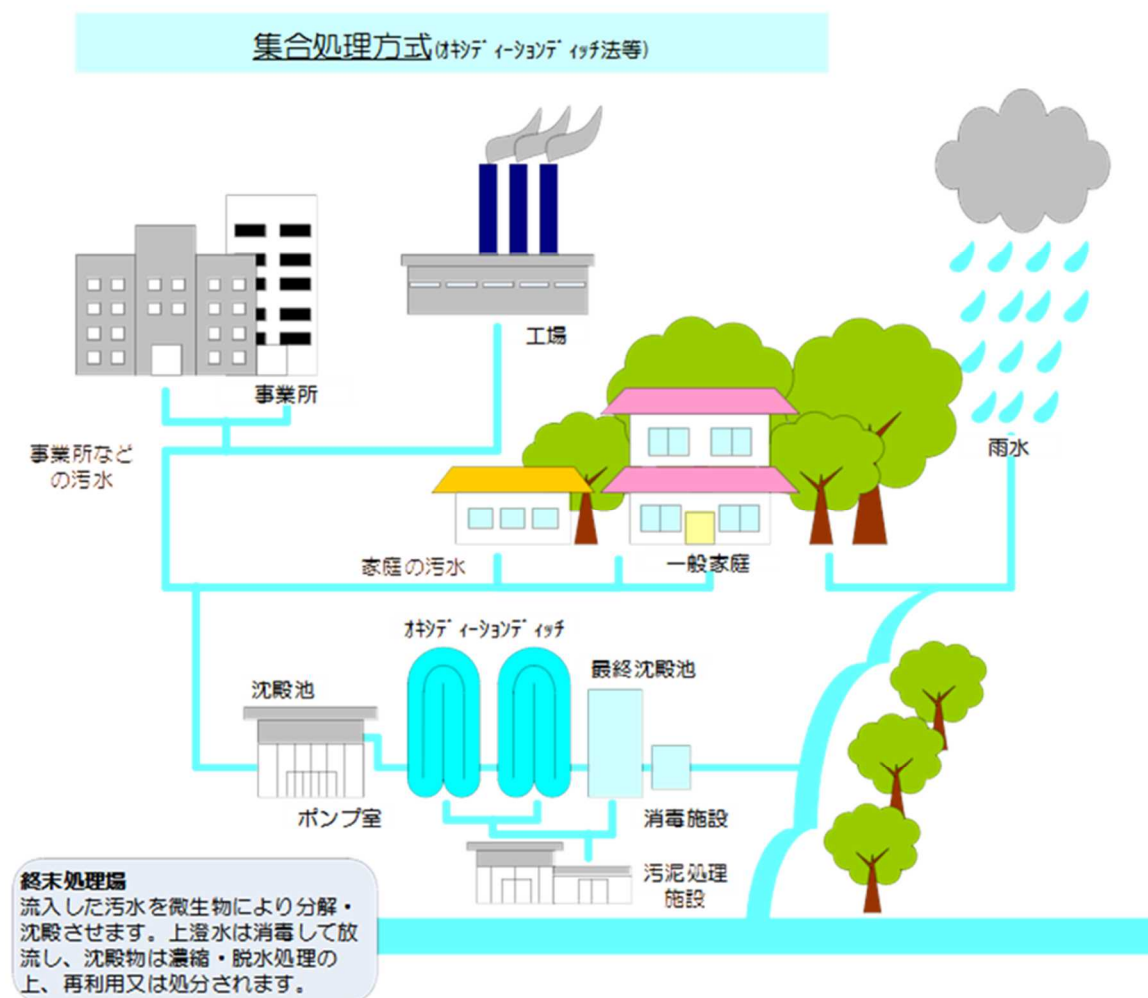 集合処理方式(ｵｷｼﾃﾞｨｰｼｮﾝﾃﾞｨｯﾁ法等)
工場
事業所
事業所など
の汚水
雨水
家庭の汚水
一般家庭
ｵｷｼﾃﾞｨｰｼｮﾝﾃﾞｨｯﾁ
沈殿池
最終沈殿池
ポンプ室
消毒施設
汚泥処理
施設
終末処理場
流入した汚水を微生物により分解・
沈殿させます。上澄水は消毒して放
流し、沈殿物は濃縮・脱水処理の
上、再利用又は処分されます。